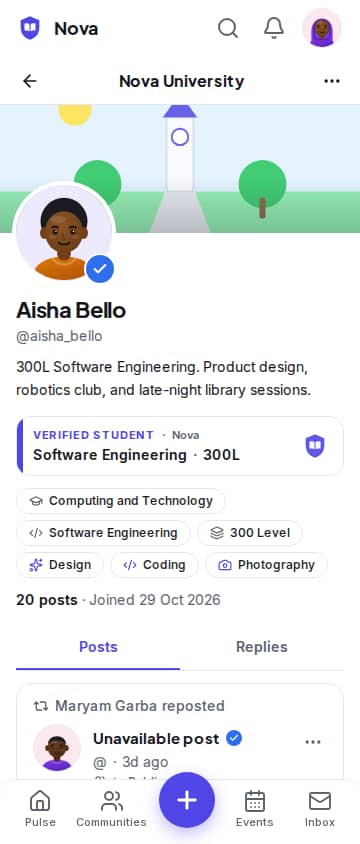 Nova
Nova University
Aisha Bello
@aisha_bello
300L Software Engineering. Product design,
robotics club, and late-night library sessions.
VERIFIED STUDENT · Nova
Software Engineering · 300L
Computing and Technology
Software Engineering
300 Level
Design
Coding
Photography
20 posts · Joined 29 Oct 2026
Posts
Replies
Maryam Garba reposted
Unavailable post
@ · 3d ago
Pulse
Communities
Events
Inbox